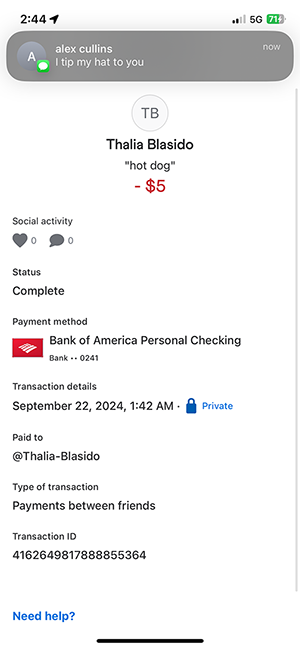 2:44
5G
71
A
alex cullins
now
I tip my hat to you
TB
Thalia Blasido
"hot dog"
- $5
Social activity
0
0
Status
Complete
Payment method
Bank of America Personal Checking
Bank •• 0241
Transaction details
September 22, 2024, 1:42 AM · Private
Paid to
@Thalia-Blasido
Type of transaction
Payments between friends
Transaction ID
4162649817888855364
Need help?